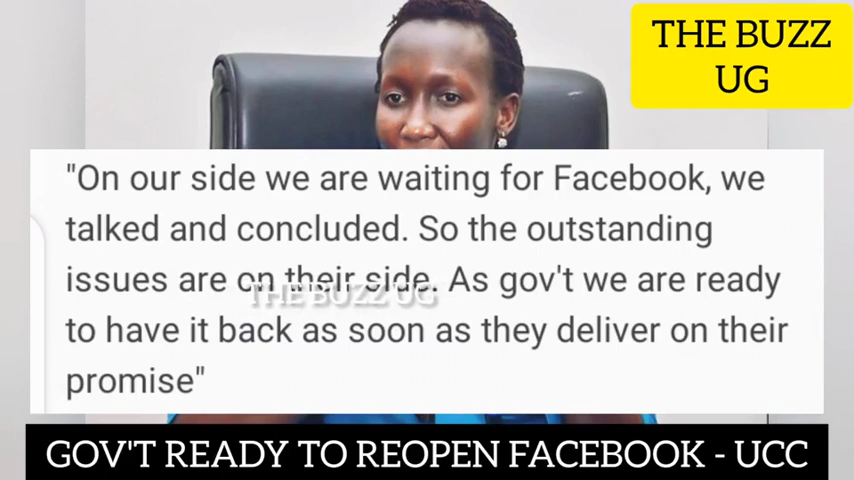 THE BUZZ
UG
"On our side we are waiting for Facebook, we
talked and concluded. So the outstanding
issues are on their side. As gov't we are ready
THE BUZZ UG
to have it back as soon as they deliver on their
promise"
GOV'T READY TO REOPEN FACEBOOK - UCC